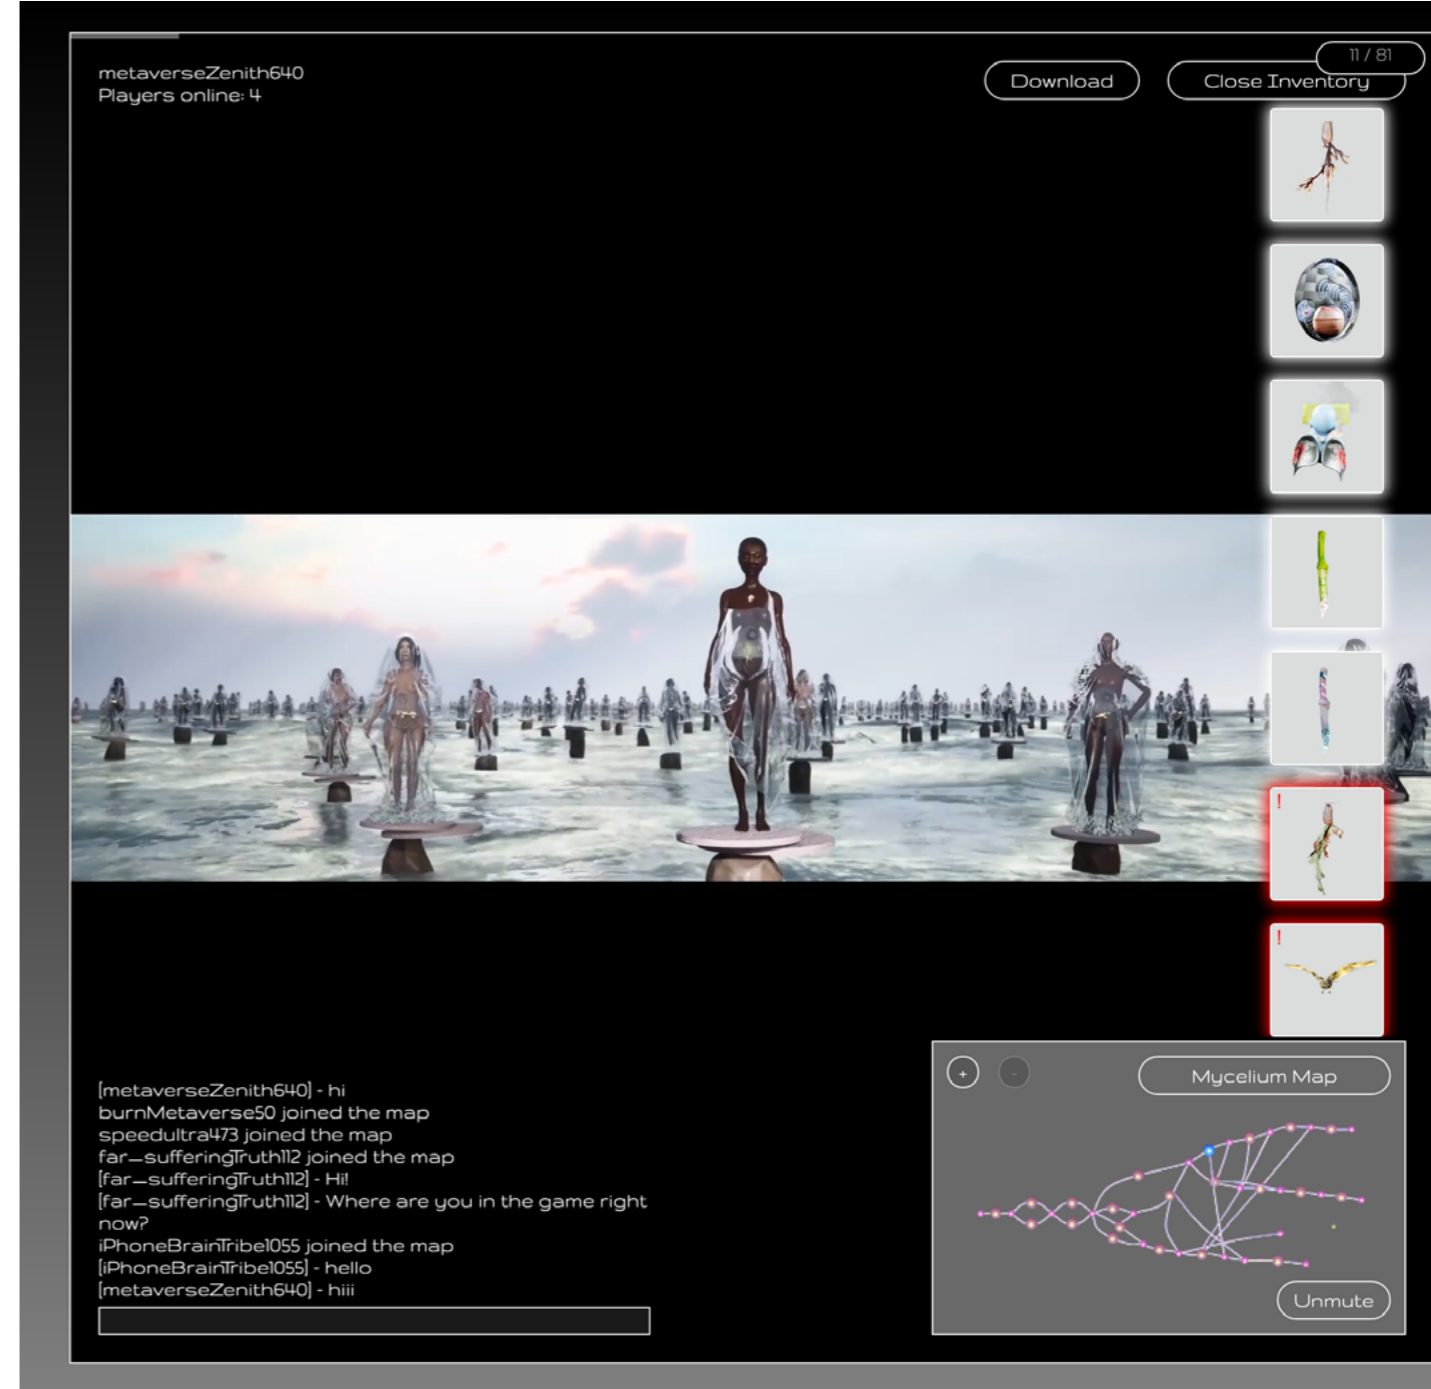 metaverseZenith640
Players online: 4
Download
Close Inventory
11 / 81
!
!
[metaverseZenith640] - hi
burnMetaverse50 joined the map
speedultra473 joined the map
far_sufferingTruth112 joined the map
[far_sufferingTruth112] - Hi!
[far_sufferingTruth112] - Where are you in the game right
now?
iPhoneBrainTribe1055 joined the map
[iPhoneBrainTribe1055] - hello
[metaverseZenith640] - hiii
+
-
Mycelium Map
Unmute